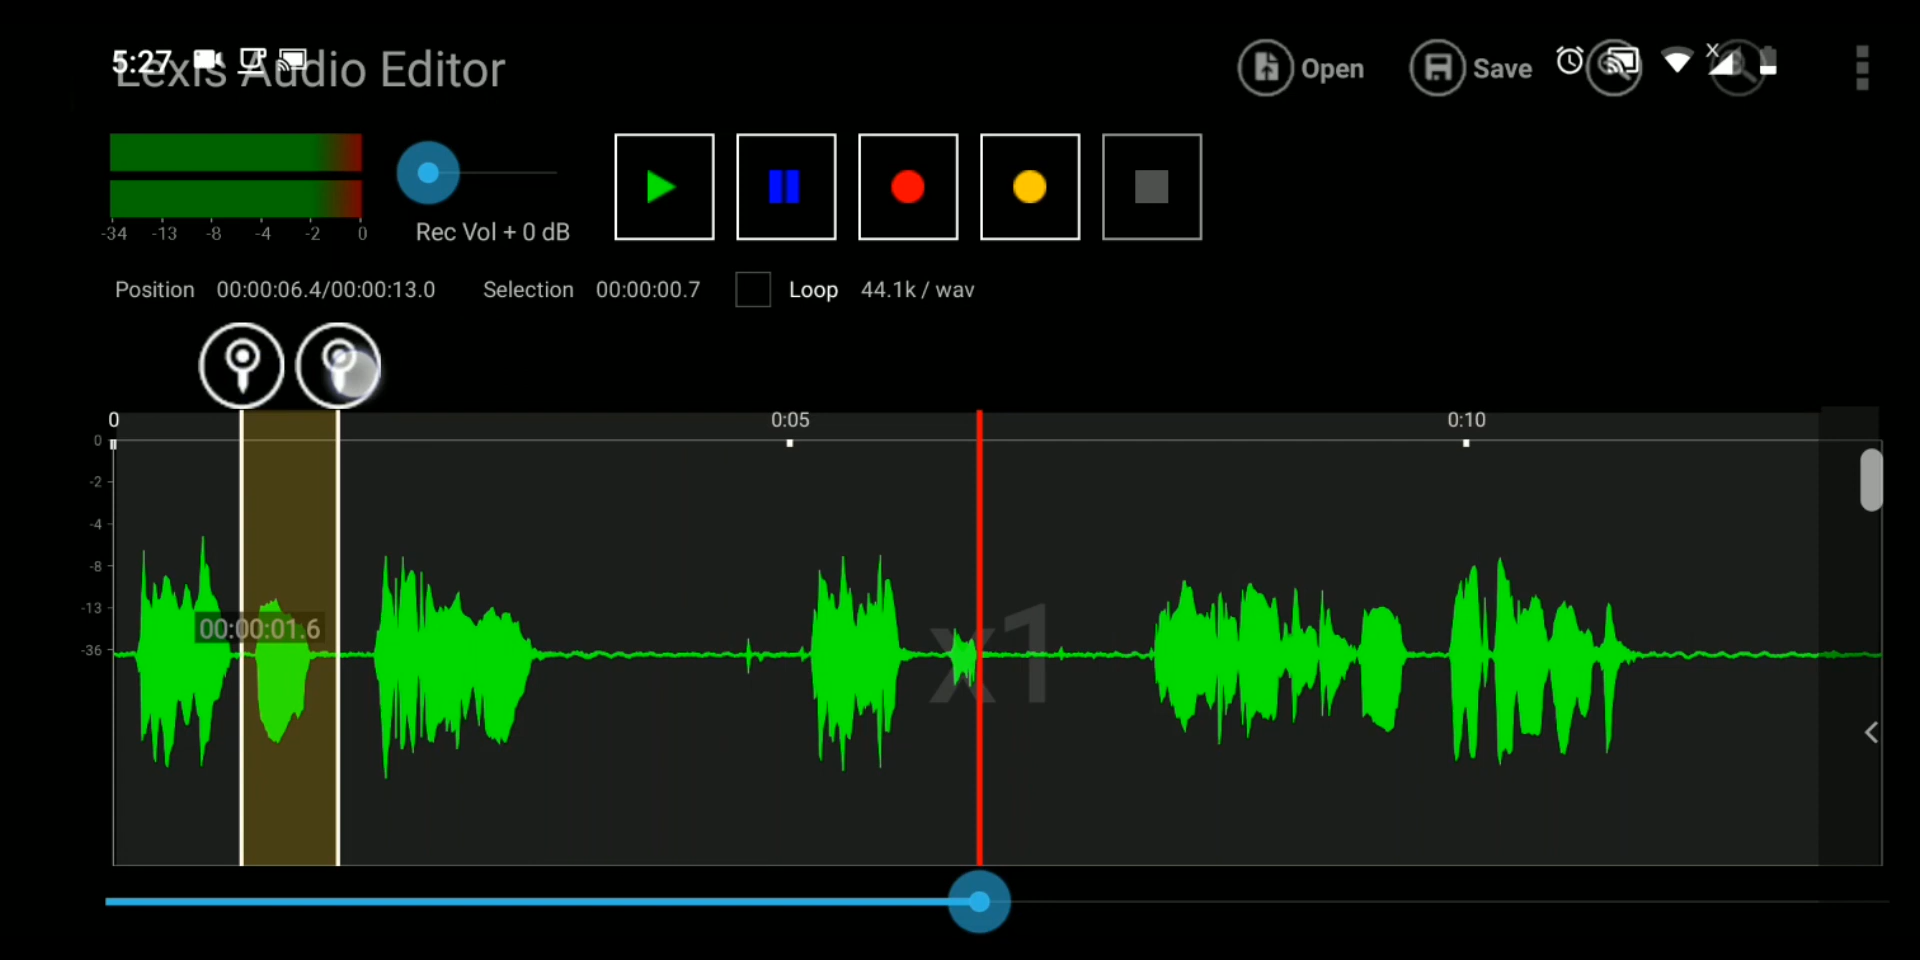 5:27
Lexis Audio Editor
Open
Save
-34 -13 -8 -4 -2 0
Rec Vol + 0 dB
Position 00:00:06.4/00:00:13.0 Selection 00:00:00.7 Loop 44.1k / wav
0 0:05 0:10
0
-2
-4
-8
-13
-36
00:00:01.6
x1